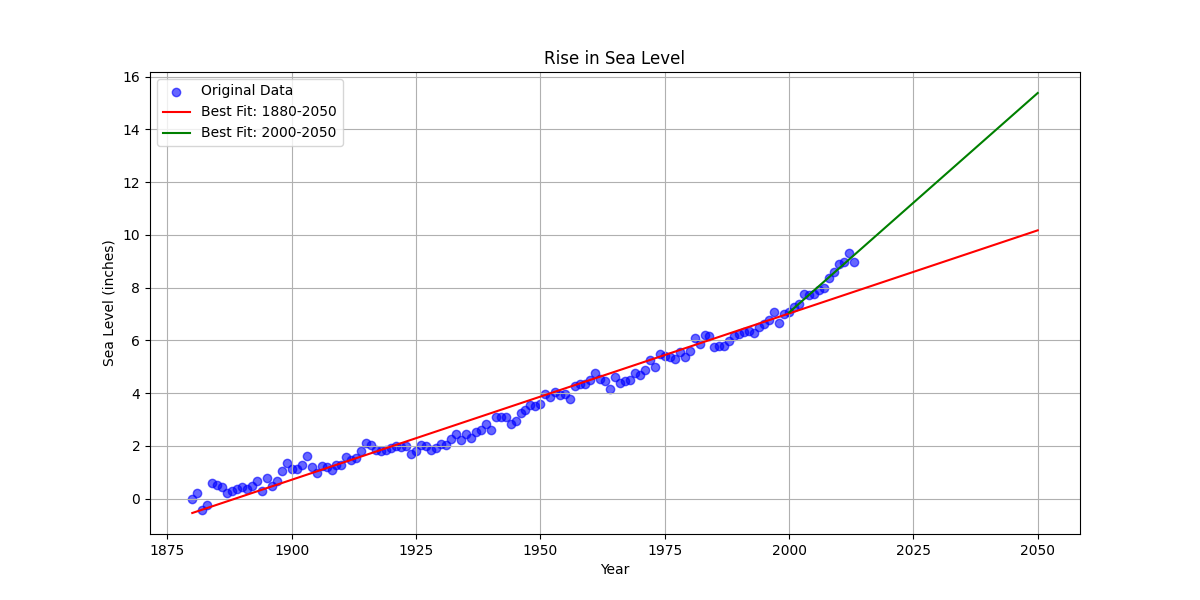 Rise in Sea Level
Original Data
Best Fit: 1880-2050
Best Fit: 2000-2050
Sea Level (inches)
16
14
12
10
8
6
4
2
0
1875 1900 1925 1950 1975 2000 2025 2050
Year